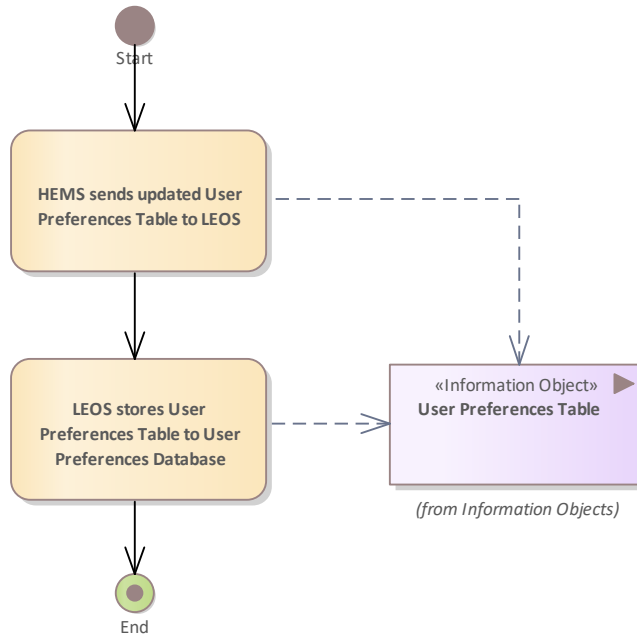 Start
HEMS sends updated User
Preferences Table to LEOS
«Information Object»
User Preferences Table
LEOS stores User
Preferences Table to User
Preferences Database
(from Information Objects)
End